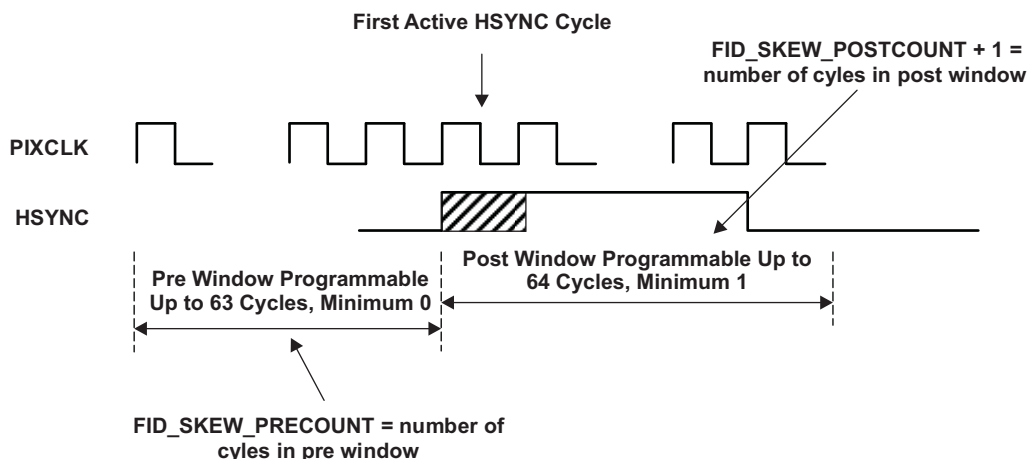 First Active HSYNC Cycle
FID_SKEW_POSTCOUNT + 1 =
number of cyles in post window
PIXCLK
HSYNC
Pre Window Programmable
Up to 63 Cycles, Minimum 0
Post Window Programmable Up to
64 Cycles, Minimum 1
FID_SKEW_PRECOUNT = number of
cyles in pre window